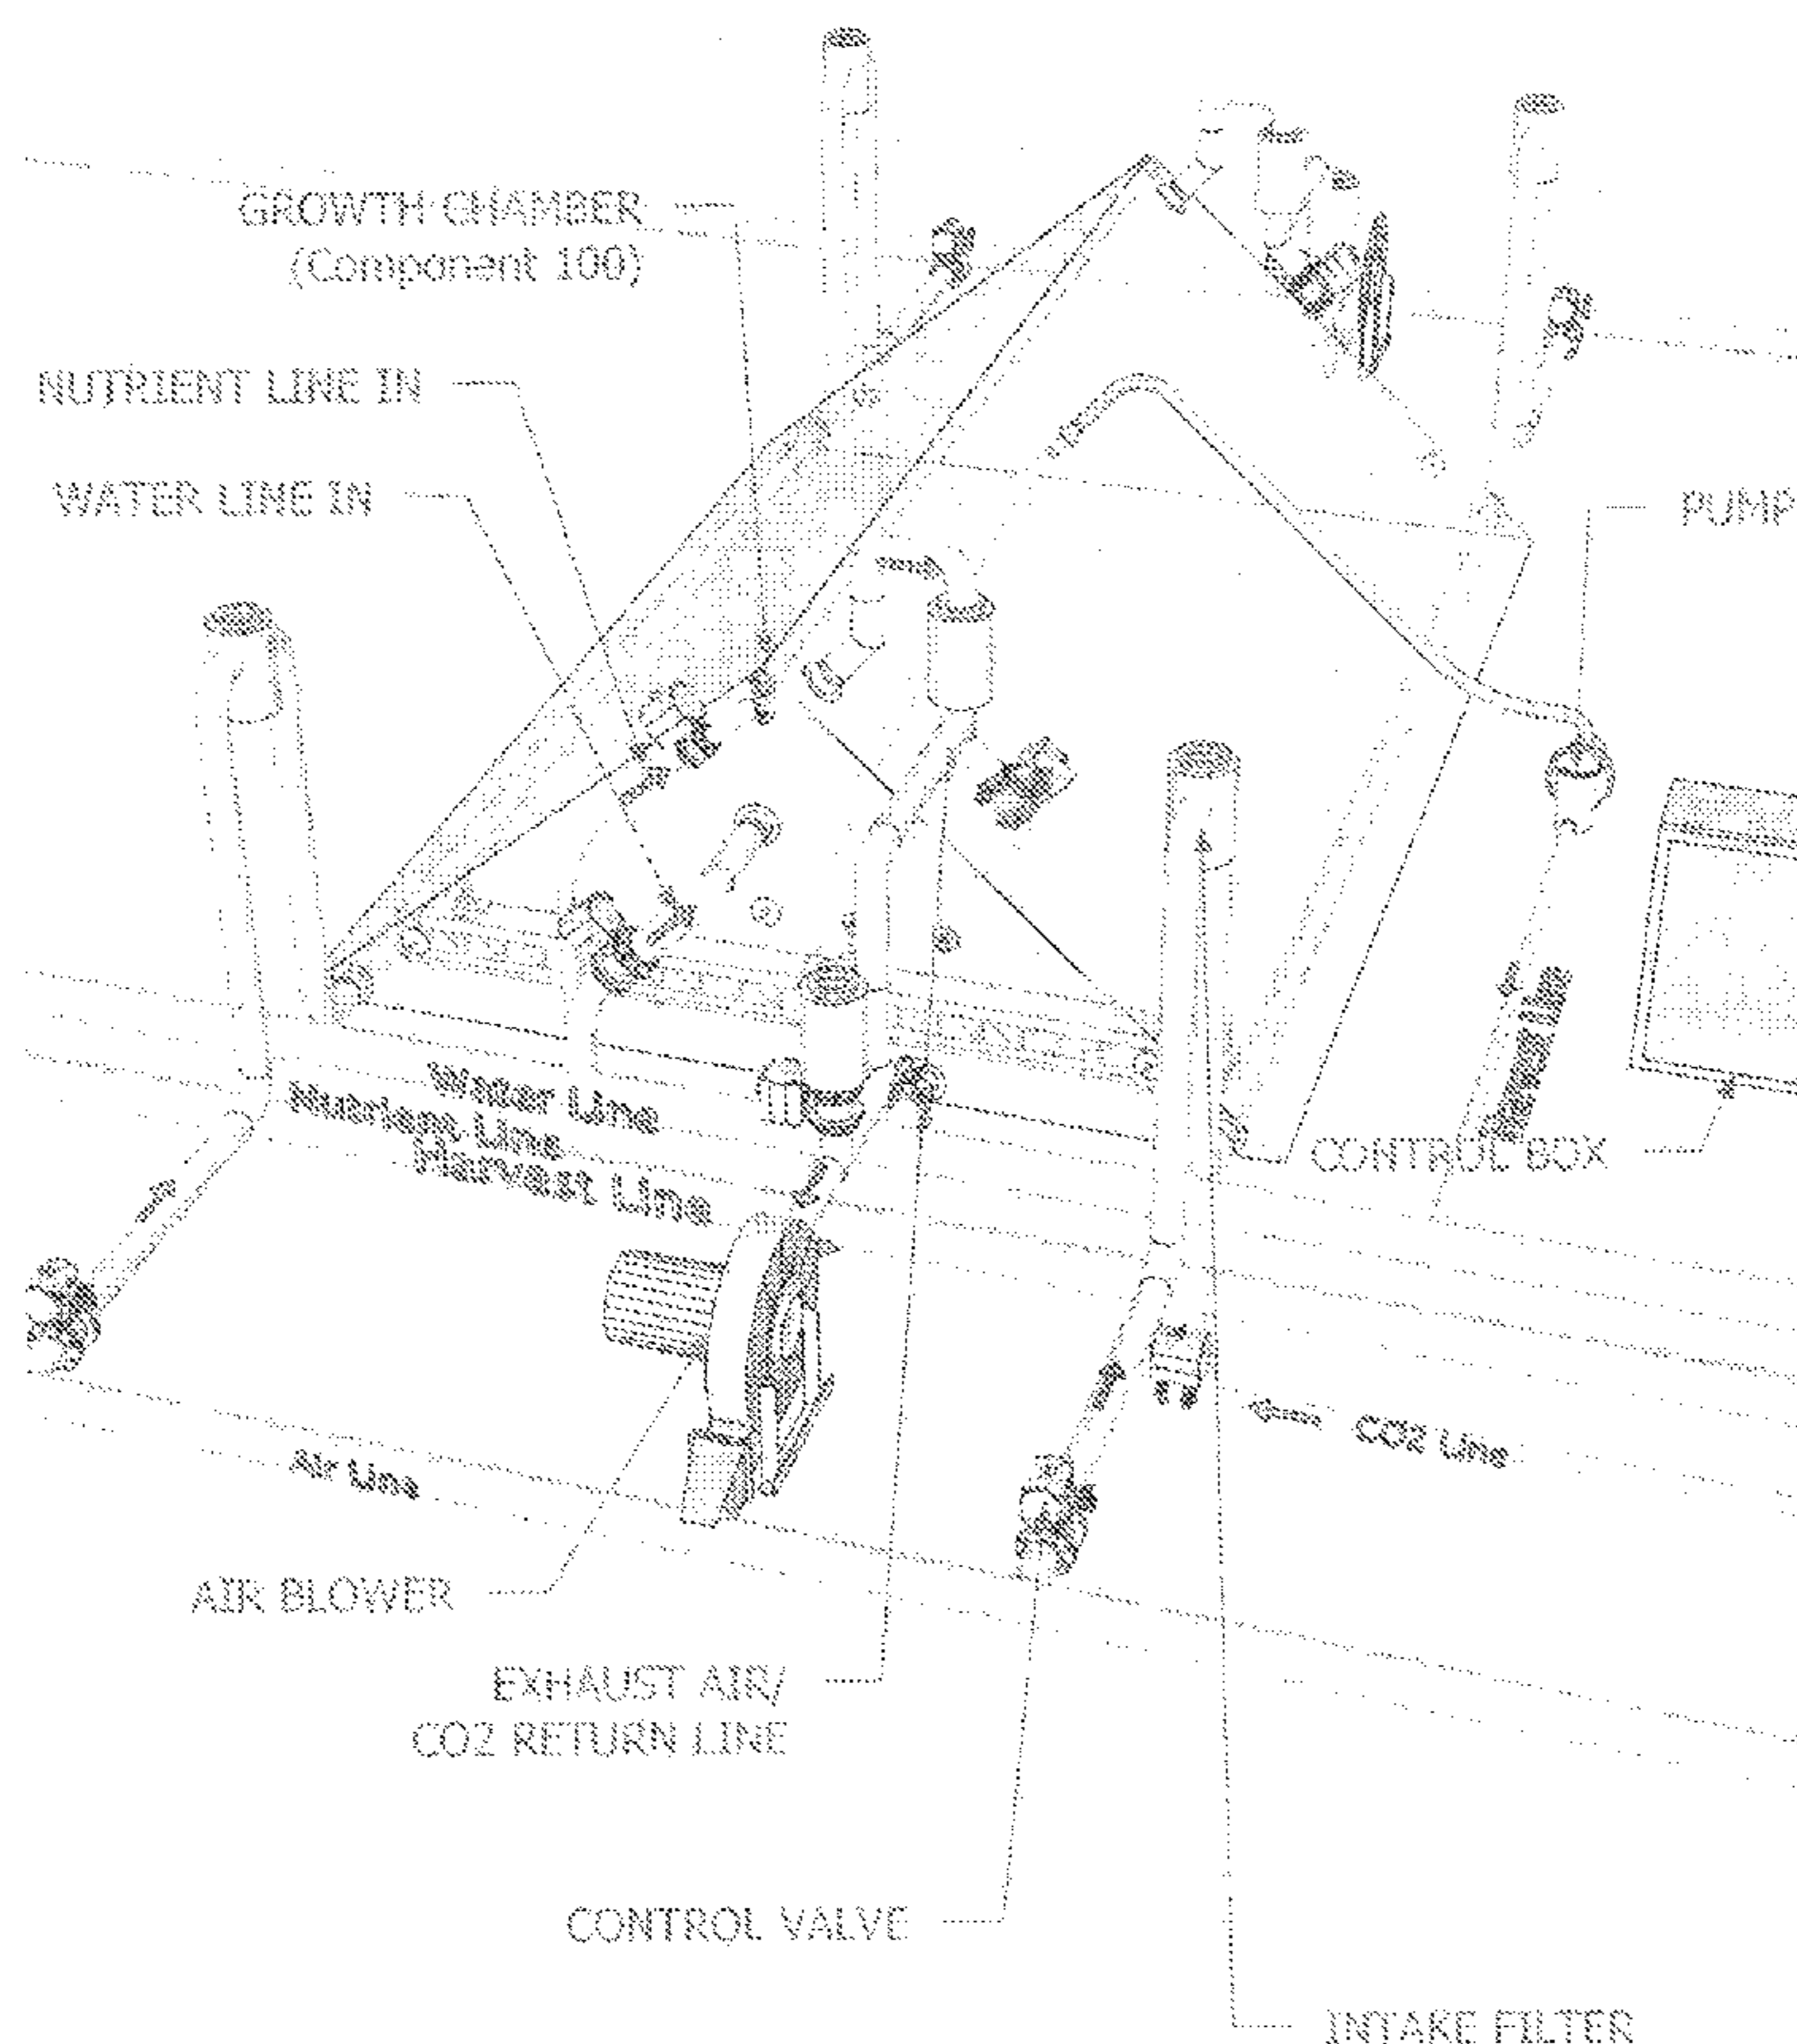 GROWTH CHAMBER
(Component 100)
NUTRIENT LINE IN
WATER LINE IN
PUMP
Water Line
Nutrient Line
Harvest Line
CONTROL BOX
CO2 Line
Air Line
AIR BLOWER
EXHAUST AIR/
CO2 RETURN LINE
CONTROL VALVE
INTAKE FILTER